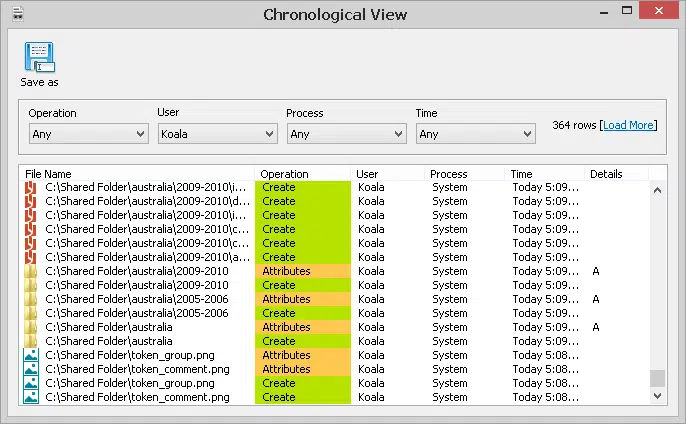 Chronological View
Save as
Operation User Process Time
Any Koala Any Any 364 rows [Load More]
File Name Operation User Process Time Details
C:\Shared Folder\australia\2009-2010\i... Create Koala System Today 5:09...
C:\Shared Folder\australia\2009-2010\d... Create Koala System Today 5:09...
C:\Shared Folder\australia\2009-2010\i... Create Koala System Today 5:09...
C:\Shared Folder\australia\2009-2010\c... Create Koala System Today 5:09...
C:\Shared Folder\australia\2009-2010\c... Create Koala System Today 5:09...
C:\Shared Folder\australia\2009-2010\a... Create Koala System Today 5:09...
C:\Shared Folder\australia\2009-2010 Attributes Koala System Today 5:09... A
C:\Shared Folder\australia\2009-2010 Create Koala System Today 5:09...
C:\Shared Folder\australia\2005-2006 Attributes Koala System Today 5:09... A
C:\Shared Folder\australia\2005-2006 Create Koala System Today 5:09...
C:\Shared Folder\australia Attributes Koala System Today 5:09... A
C:\Shared Folder\australia Create Koala System Today 5:09...
C:\Shared Folder\token_group.png Attributes Koala System Today 5:08...
C:\Shared Folder\token_comment.png Attributes Koala System Today 5:08...
C:\Shared Folder\token_group.png Create Koala System Today 5:08...
C:\Shared Folder\token_comment.png Create Koala System Today 5:08...